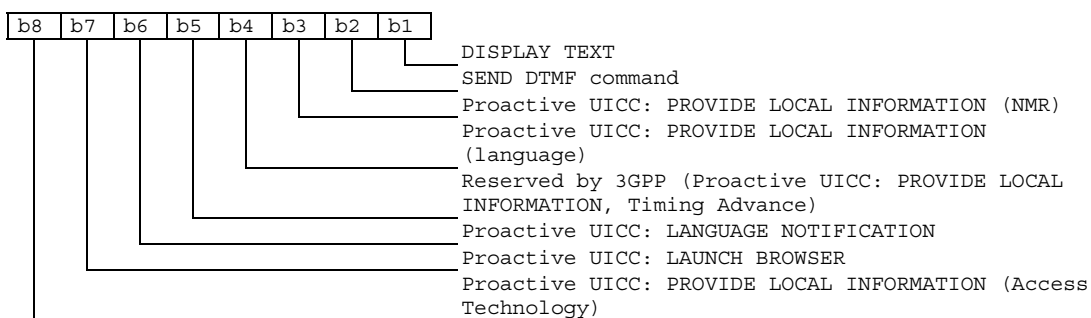 b8 b7 b6 b5 b4 b3 b2 b1
DISPLAY TEXT
SEND DTMF command
Proactive UICC: PROVIDE LOCAL INFORMATION (NMR)
Proactive UICC: PROVIDE LOCAL INFORMATION
(language)
Reserved by 3GPP (Proactive UICC: PROVIDE LOCAL
INFORMATION, Timing Advance)
Proactive UICC: LANGUAGE NOTIFICATION
Proactive UICC: LAUNCH BROWSER
Proactive UICC: PROVIDE LOCAL INFORMATION (Access
Technology)